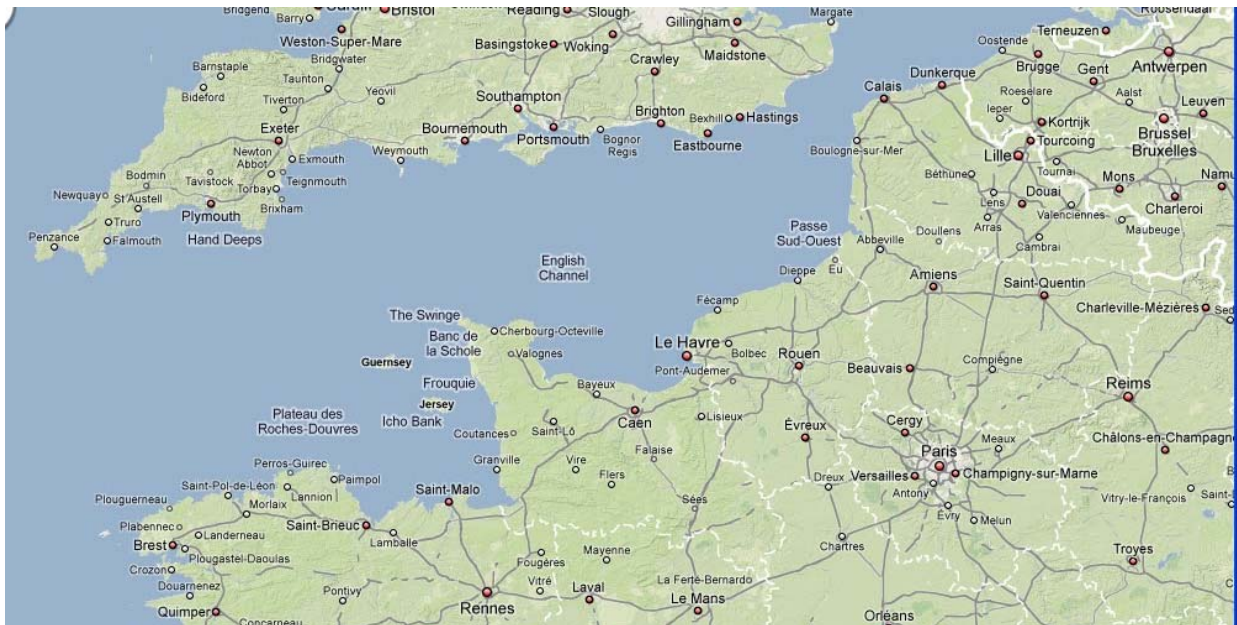 Bridgend
Cardiff
Bristol
Reading
Slough
Gillingham
Margate
Roosendaal
Barry
Weston-Super-Mare
Basingstoke
Woking
Maidstone
Oostende
Terneuzen
Bridgwater
Crawley
Brugge
Gent
Antwerpen
Barnstaple
Taunton
Dunkerque
Bideford
Yeovil
Southampton
Calais
Roeselare
Aalst
Leuven
Tiverton
Brighton
Bexhill
Hastings
Ieper
Kortrijk
Exeter
Bournemouth
Portsmouth
Bognor
Regis
Eastbourne
Boulogne-sur-Mer
Tourcoing
Brussel
Bruxelles
Newton
Abbot
Exmouth
Weymouth
Lille
Tournai
Bodmin
Tavistock
Teignmouth
Béthune
Mons
Newquay
St Austell
Torbay
Lens
Douai
Charleroi
Truro
Plymouth
Brixham
Arras
Valenciennes
Maubeuge
Penzance
Falmouth
Hand Deeps
Passe
Sud-Ouest
Abbeville
Doullens
Cambrai
English
Channel
Dieppe
Eu
Amiens
Saint-Quentin
Charleville-Mézières
Fécamp
The Swinge
Cherbourg-Octeville
Banc de
la Schole
Valognes
Le Havre
Bolbec
Rouen
Compiègne
Guernsey
Pont-Audemer
Beauvais
Reims
Frouquie
Bayeux
Jersey
Plateau des
Roches-Douvres
Icho Bank
Caen
Lisieux
Cergy
Coutances
Saint-Lô
Évreux
Meaux
Châlons-en-Champagne
Paris
Perros-Guirec
Granville
Vire
Falaise
Versailles
Champigny-sur-Marne
Paimpol
Flers
Dreux
Antony
Saint-Pol-de-Léon
Lannion
Saint-Malo
Sées
Vitry-le-François
Plouguerneau
Morlaix
Évry
Melun
Plabennec
Saint-Brieuc
Landerneau
Lamballe
Chartres
Brest
Plougastel-Daoulas
Fougères
Mayenne
Troyes
Crozon
Douarnenez
Pontivy
Vitré
Laval
La Ferté-Bernardo
Quimper
Rennes
Le Mans
Concarneau
Orléans